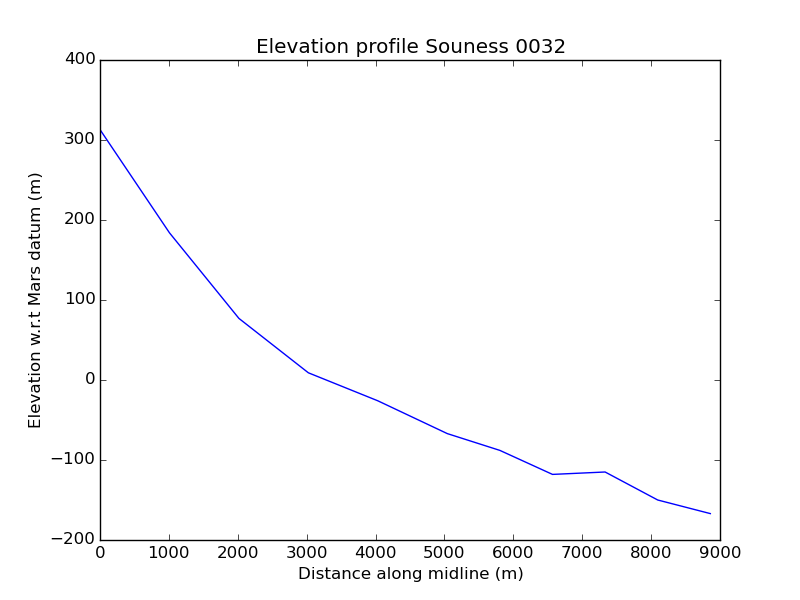 Elevation profile Souness 0032
400
300
200
100
0
−100
−200
Elevation w.r.t Mars datum (m)
0 1000 2000 3000 4000 5000 6000 7000 8000 9000
Distance along midline (m)